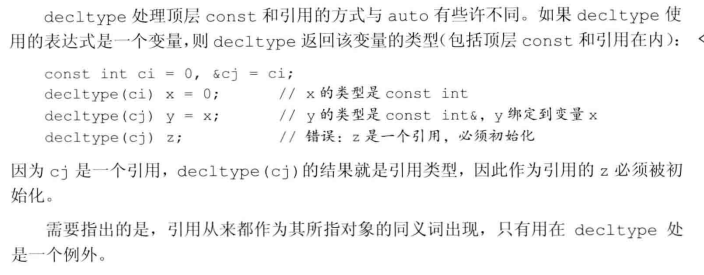 decltype 处理顶层 const 和引用的方式与 auto 有些许不同。如果 decltype 使
用的表达式是一个变量,则 decltype 返回该变量的类型(包括顶层 const 和引用在内): <
const int ci = 0, &cj = ci;
decltype(ci) x = 0; // x 的类型是 const int
decltype(cj) y = x; // y 的类型是 const int&, y 绑定到变量 x
decltype(cj) z; // 错误: z 是一个引用, 必须初始化
因为 cj 是一个引用, decltype(cj)的结果就是引用类型, 因此作为引用的 z 必须被初
始化。
需要指出的是, 引用从来都作为其所指对象的同义词出现, 只有用在 decltype 处
是一个例外。